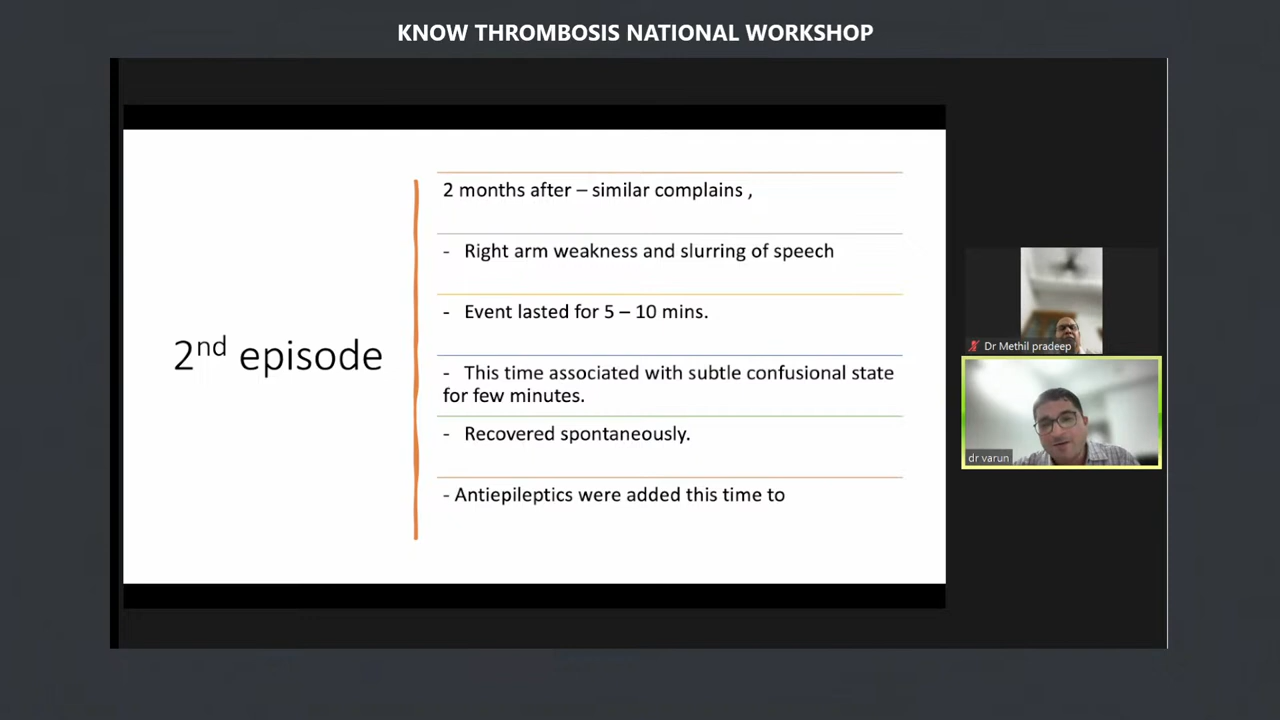 KNOW THROMBOSIS NATIONAL WORKSHOP
2nd episode
2 months after – similar complains ,
- Right arm weakness and slurring of speech
- Event lasted for 5 – 10 mins.
- This time associated with subtle confusional state
for few minutes.
- Recovered spontaneously.
- Antiepileptics were added this time to
Dr Methil pradeep
dr varun